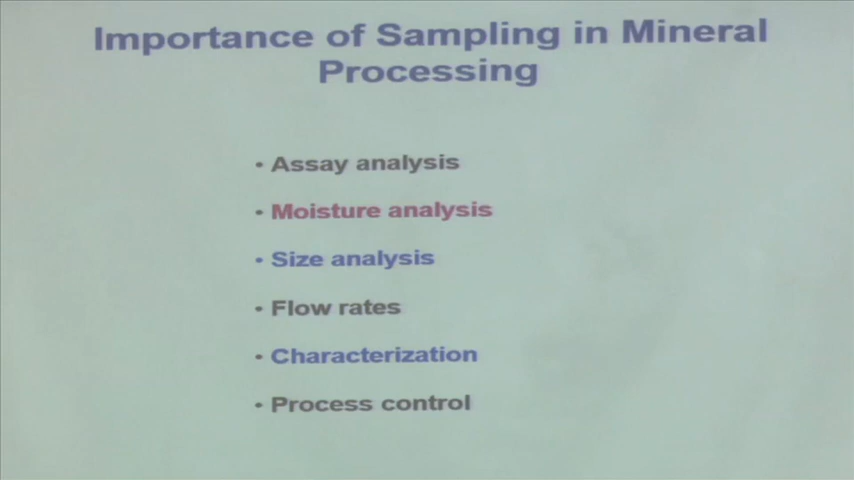 Importance of Sampling in Mineral
Processing
• Assay analysis
• Moisture analysis
• Size analysis
• Flow rates
• Characterization
• Process control